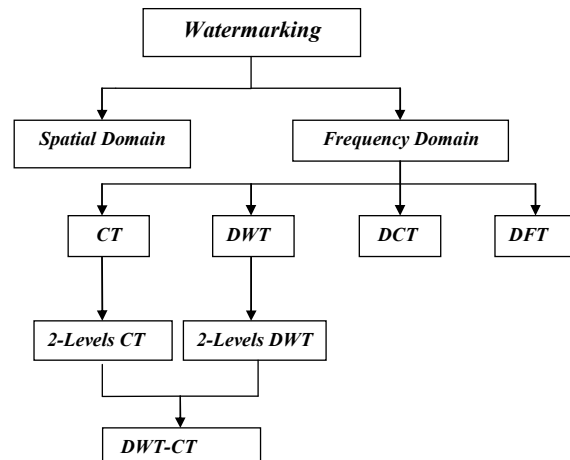 Watermarking
Spatial Domain
Frequency Domain
CT
DWT
DCT
DFT
2-Levels CT
2-Levels DWT
DWT-CT